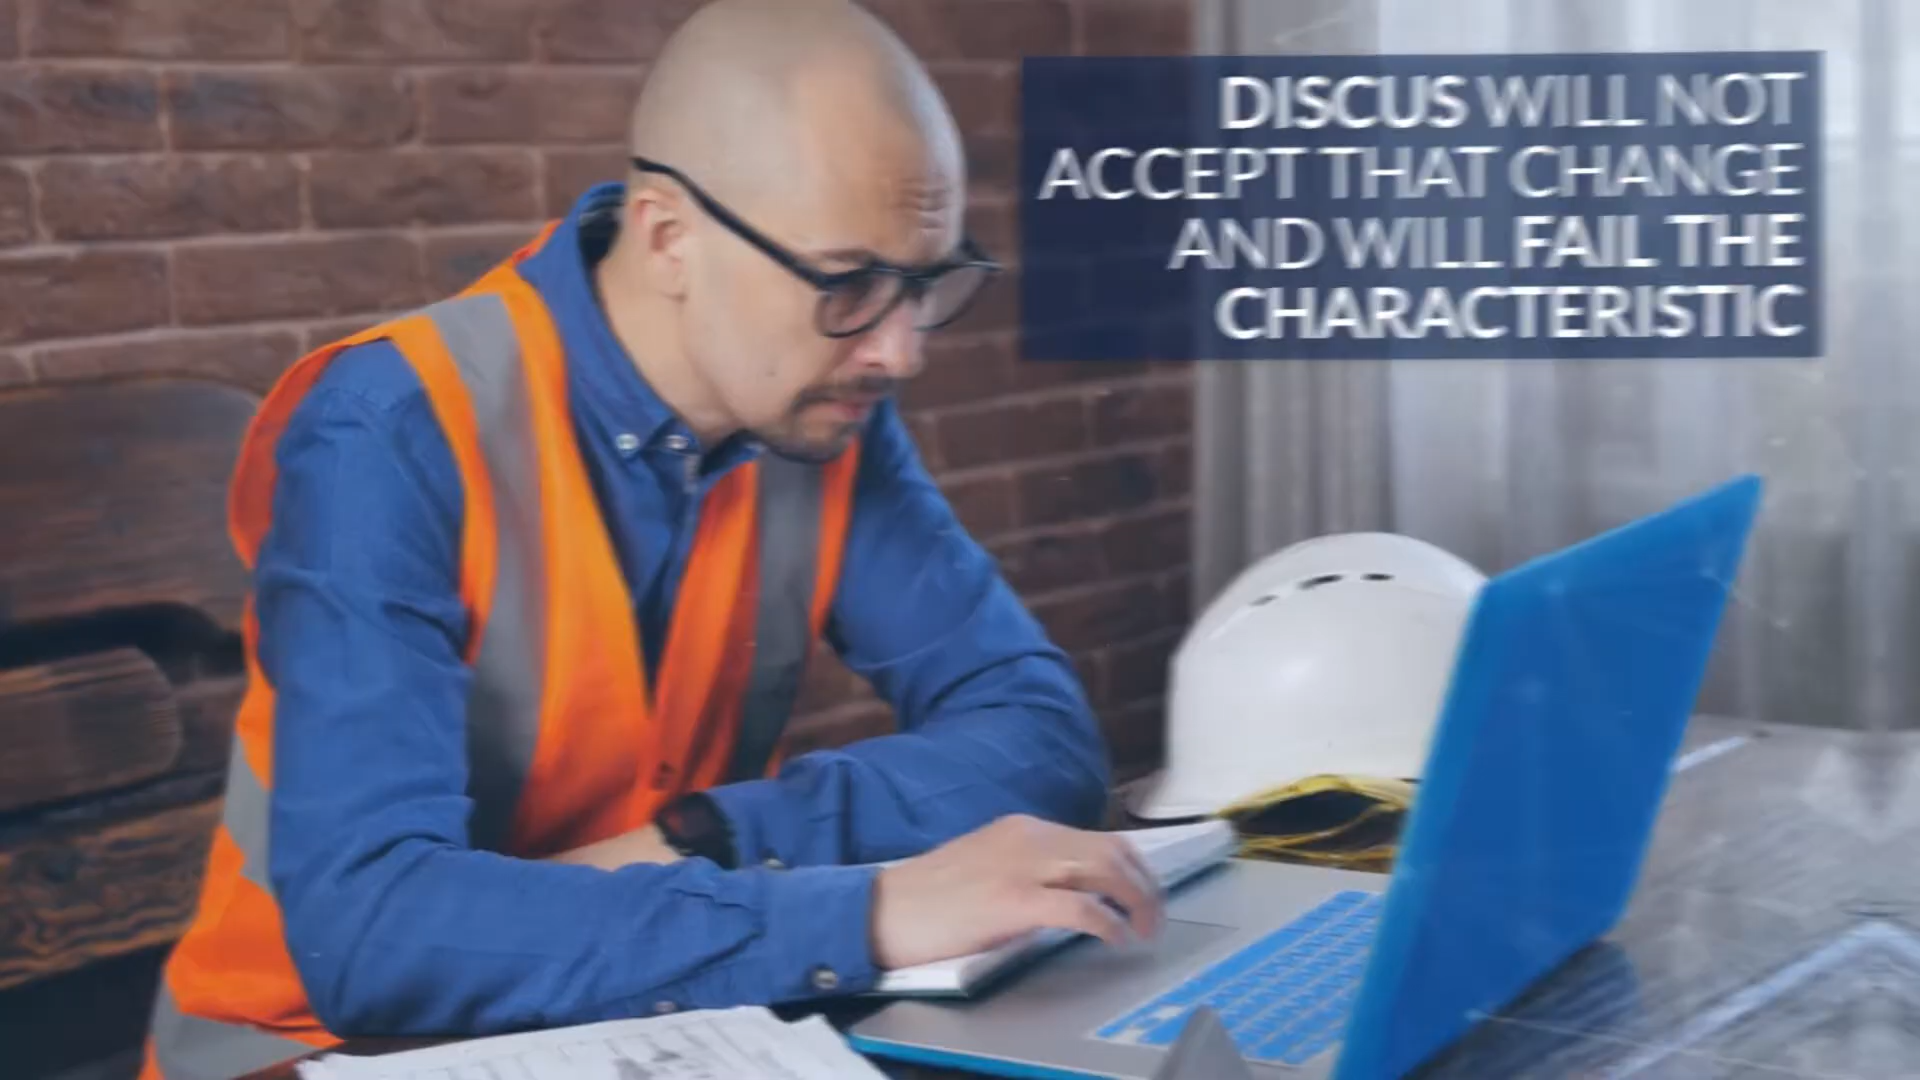 DISCUS WILL NOT
ACCEPT THAT CHANGE
AND WILL FAIL THE
CHARACTERISTIC